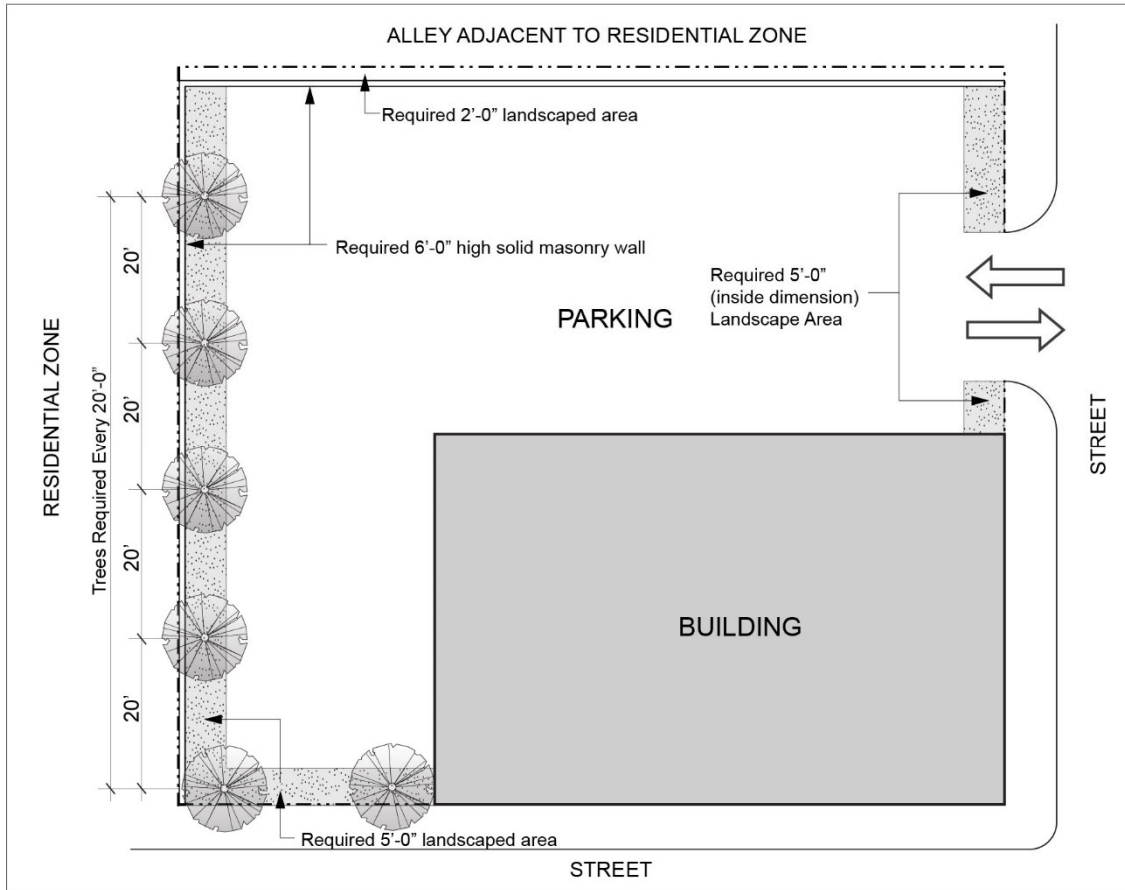 ALLEY ADJACENT TO RESIDENTIAL ZONE
Required 2’-0” landscaped area
Required 6’-0” high solid masonry wall
Required 5’-0”
(inside dimension)
Landscape Area
PARKING
RESIDENTIAL ZONE
Trees Required Every 20’-0”
20’
20’
20’
20’
STREET
BUILDING
Required 5’-0” landscaped area
STREET